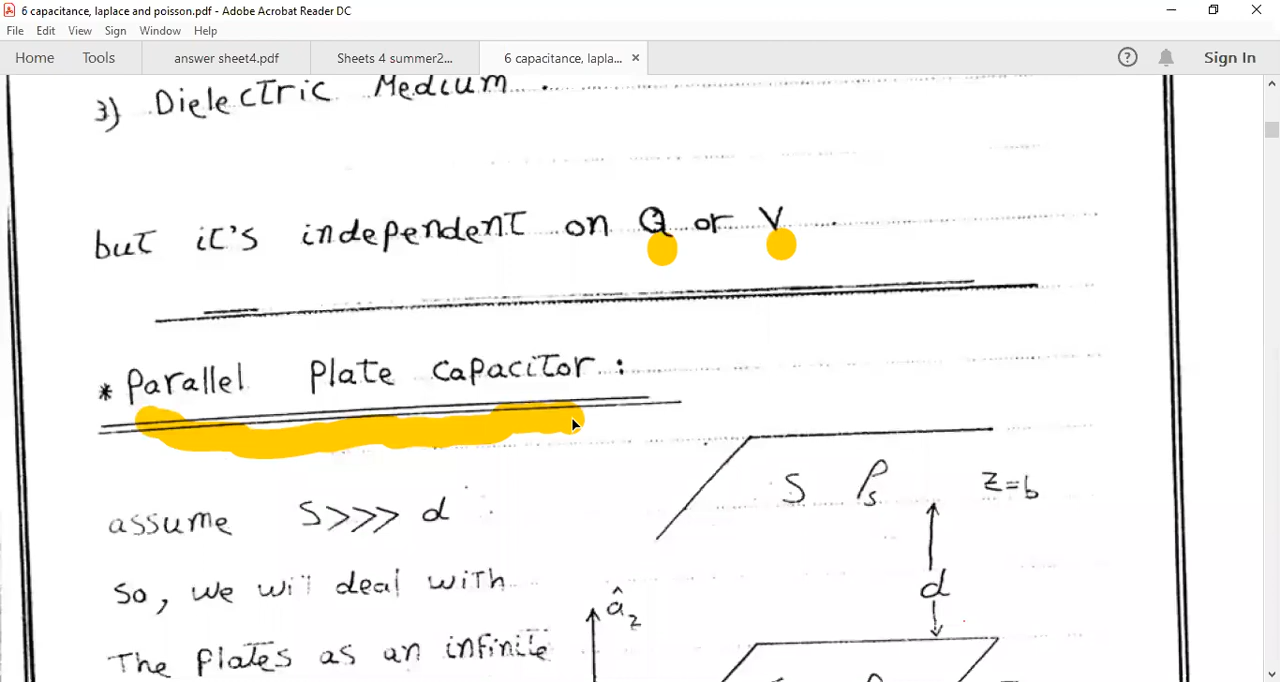 6 capacitance, laplace and poisson.pdf - Adobe Acrobat Reader DC
File Edit View Sign Window Help
Home Tools answer sheet4.pdf Sheets 4 summr2... 6 capacitance, lapla... × ? Sign In
3) Dielectric Medium.
but it's independent on Q or V
* Parallel Plate Capacitor :
S ρs z=b
assume S>>> d
d
So, we will deal with
âz
The plates as an infinite